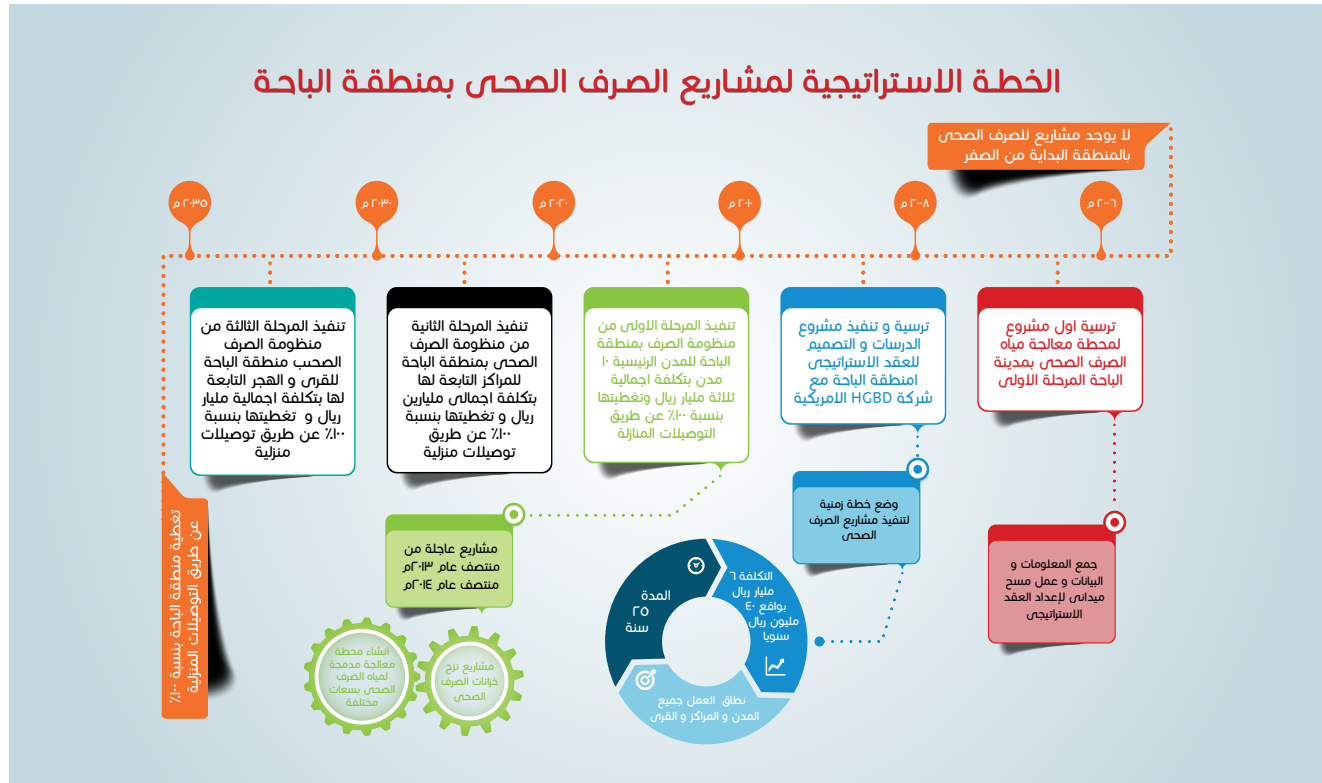 الخطة الاستراتيجية لمشاريع الصرف الصحى بمنطقة الباحة
لا يوجد مشاريع للصرف الصحى
بالمنطقة البداية من الصفر
٢٠٠٦ م
٢٠٠٨ م
٢٠١٠ م
٢٠٢٠ م
٢٠٣٠ م
٢٠٣٥ م
ترسية اول مشروع
لمحطة معالجة مياه
الصرف الصحى بمدينة
الباحة المرحلة الاولى
ترسية و تنفيذ مشروع
الدرسات و التصميم
للعقد الاستراتيجى
امنطقة الباحة مع
شركة HGBD الامريكية
تنفيذ المرحلة الاولى من
منظومة الصرف بمنطقة
الباحة للمدن الرئيسية ١٠
مدن بتكلفة اجمالية
ثلاثة مليار ريال وتغطيتها
بنسبة ١٠٠٪ عن طريق
التوصيلات المنازلة
تنفيذ المرحلة الثانية
من منظومة الصرف
الصحى بمنطقة الباحة
للمراكز التابعة لها
بتكلفة اجمالى مليارين
ريال و تغطيتها بنسبة
١٠٠٪ عن طريق
توصيلات منزلية
تنفيذ المرحلة الثالثة من
منظومة الصرف
الصحب منطقة الباحة
للقرى و الهجر التابعة
لها بتكلفة اجمالية مليار
ريال و تغطيتها بنسبة
١٠٠٪ عن طريق توصيلات
منزلية
جمع المعلومات و
البيانات و عمل مسح
ميدانى لإعداد العقد
الاستراتيجى
وضع خطة زمنية
لتنفيذ مشاريع الصرف
الصحى
التكلفة ٦
مليار ريال
بواقع ٤٠
مليون ريال
سنويا
المدة
٢٥
سنة
نطاق العمل جميع
المدن و المراكز و القرى
مشاريع عاجلة من
منتصف عام ٢٠١٣م
منتصف عام ٢٠١٤م
مشاريع نزح
خزانات الصرف
الصحى
انشاء محطة
معالجة مدمجة
لمياه الصرف
الصحى بسعات
مختلفة
تغطية منطقة الباحة بنسبة ١٠٠٪
عن طريق التوصيلات المنزلية